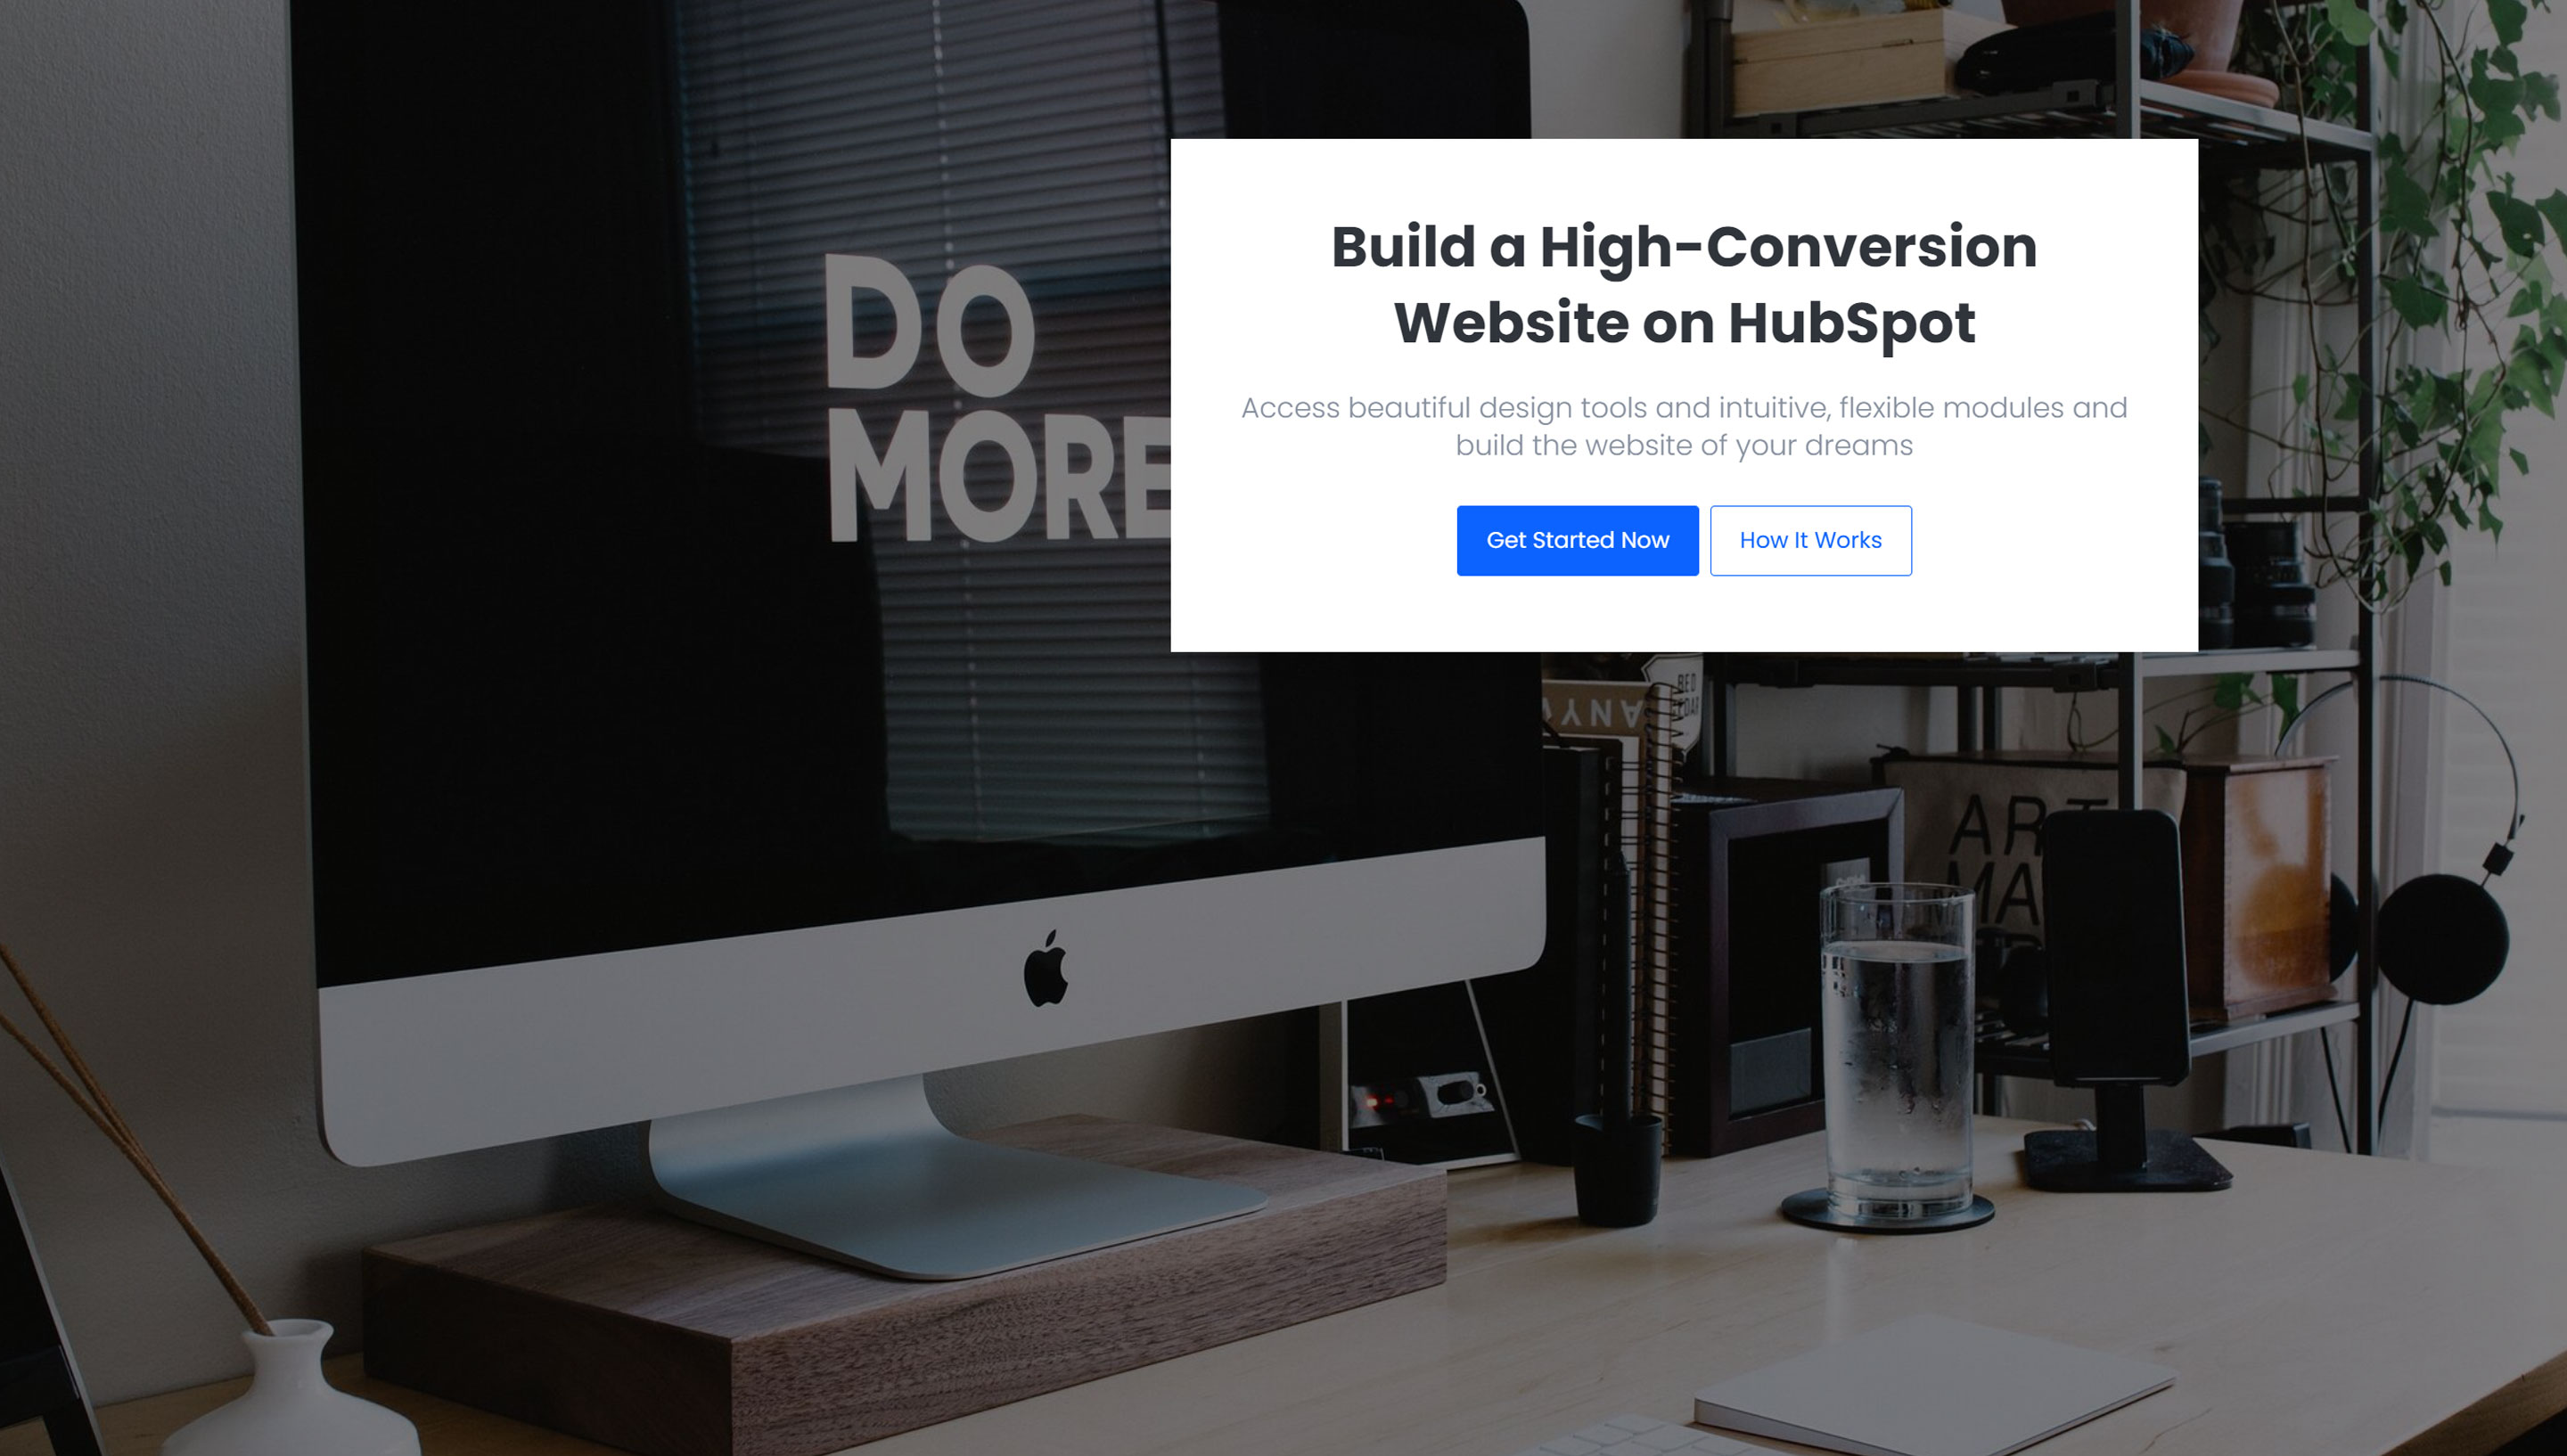 DO
MORE
Build a High-Conversion
Website on HubSpot
Access beautiful design tools and intuitive, flexible modules and
build the website of your dreams
Get Started Now
How It Works
ART
MA